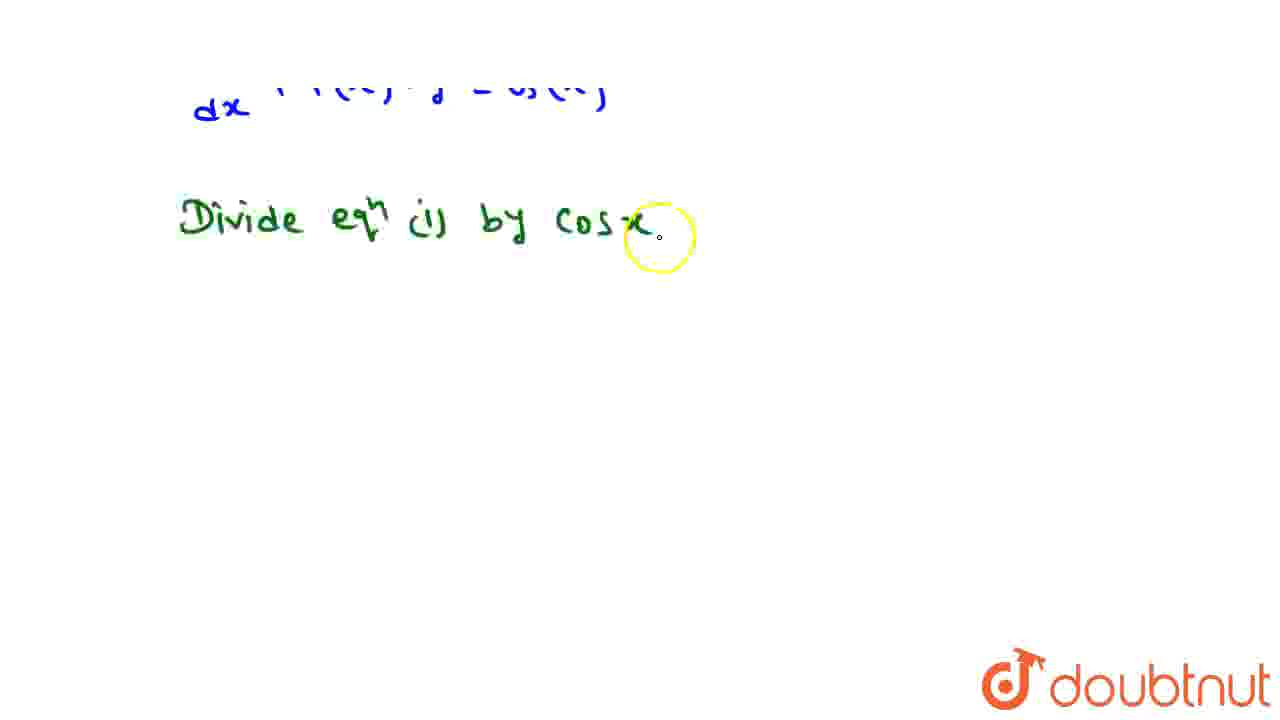 dx
Divide eqⁿ (1) by cos x
doubtnut